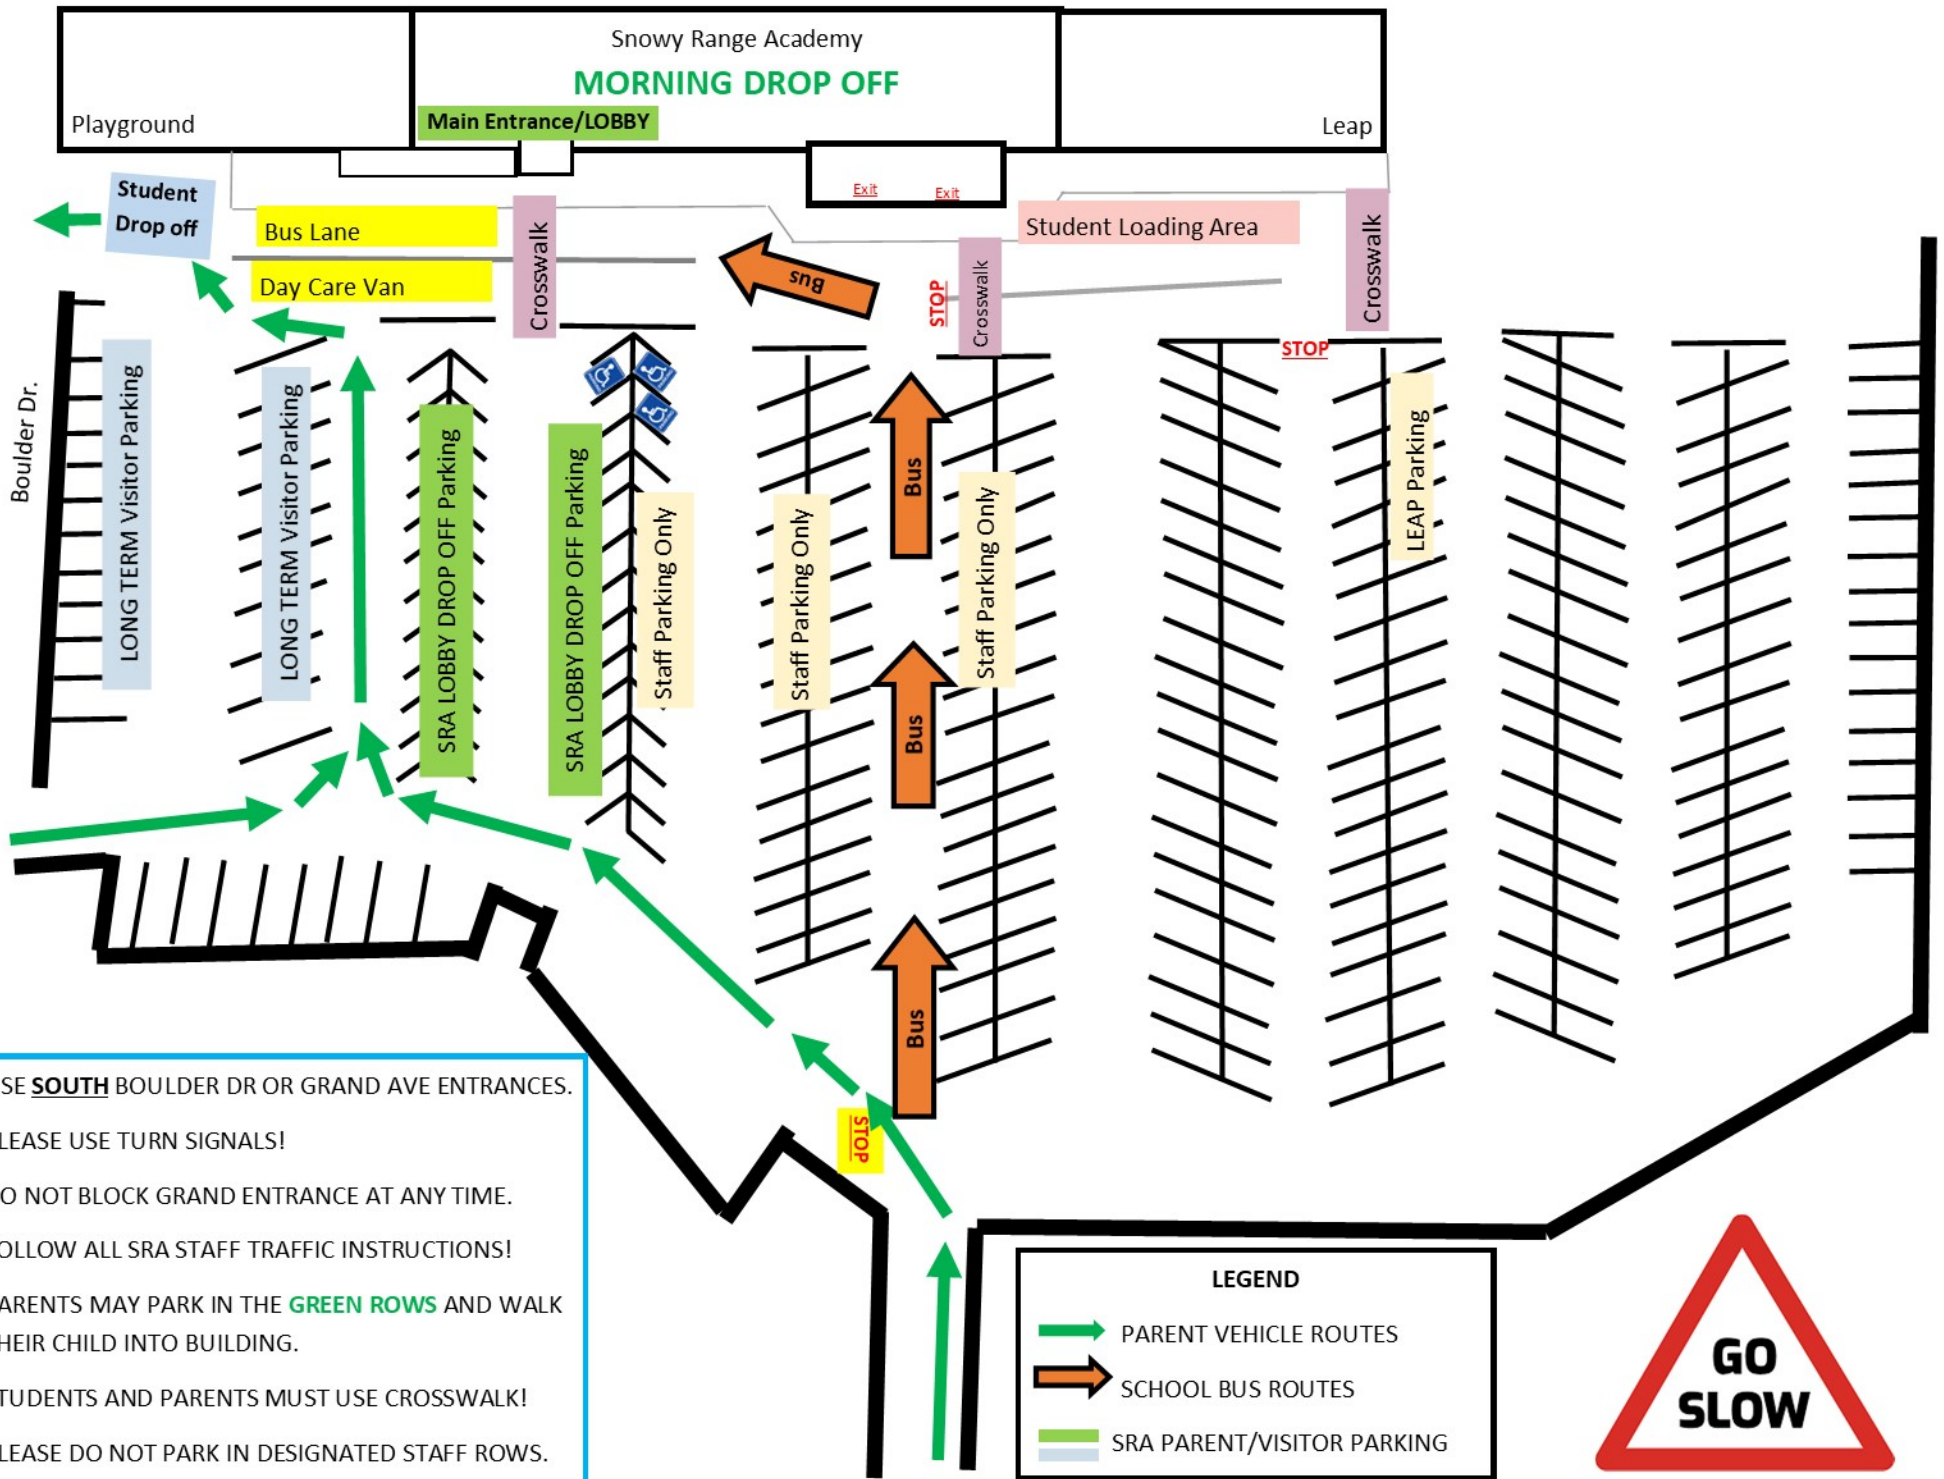 Snowy Range Academy
MORNING DROP OFF
Main Entrance/LOBBY
Playground
Leap
Exit
Exit
Student
Drop off
Bus Lane
Day Care Van
Crosswalk
Bus
STOP
Crosswalk
Student Loading Area
Crosswalk
STOP
Boulder Dr.
LONG TERM Visitor Parking
LONG TERM Visitor Parking
SRA LOBBY DROP OFF Parking
SRA LOBBY DROP OFF Parking
Staff Parking Only
Staff Parking Only
Bus
Staff Parking Only
LEAP Parking
Bus
Bus
STOP
SE SOUTH BOULDER DR OR GRAND AVE ENTRANCES.
LEASE USE TURN SIGNALS!
O NOT BLOCK GRAND ENTRANCE AT ANY TIME.
OLLOW ALL SRA STAFF TRAFFIC INSTRUCTIONS!
ARENTS MAY PARK IN THE GREEN ROWS AND WALK
HEIR CHILD INTO BUILDING.
TUDENTS AND PARENTS MUST USE CROSSWALK!
LEASE DO NOT PARK IN DESIGNATED STAFF ROWS.
LEGEND
PARENT VEHICLE ROUTES
SCHOOL BUS ROUTES
SRA PARENT/VISITOR PARKING
GO
SLOW